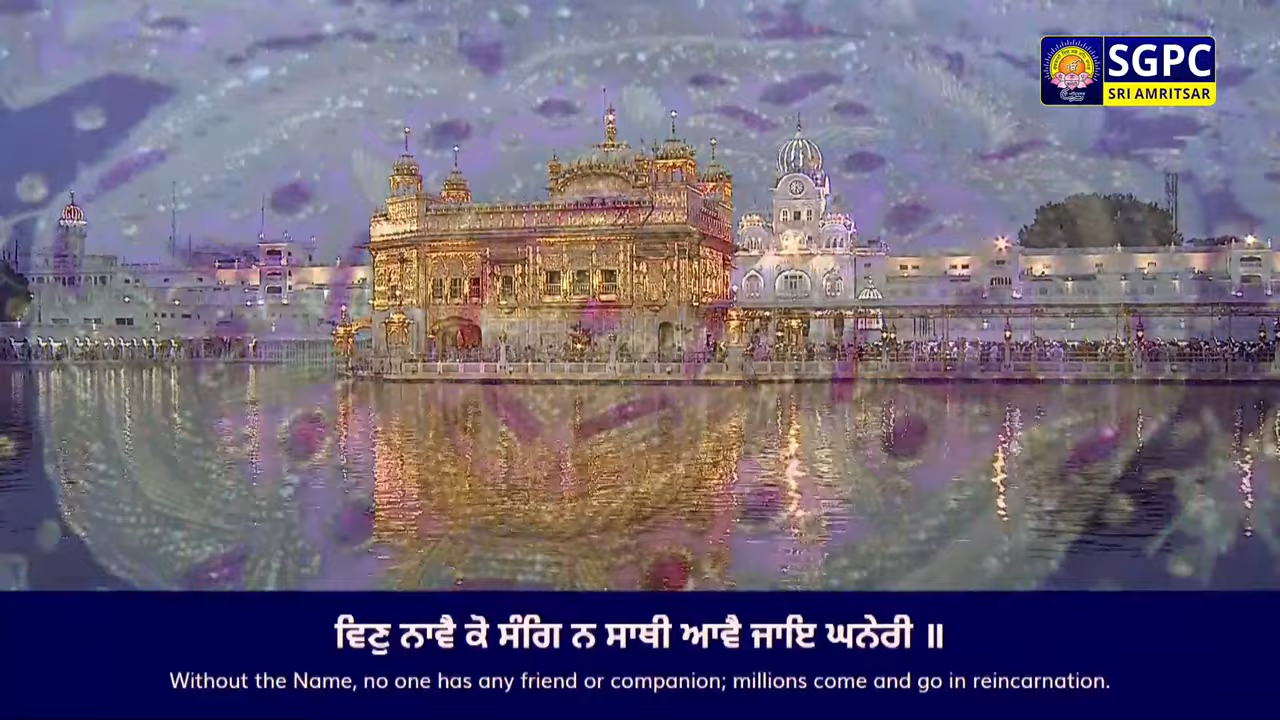 SGPC
SRI AMRITSAR
ਵਿਣੁ ਨਾਵੈ ਕੋ ਸੰਗਿ ਨ ਸਾਥੀ ਆਵੈ ਜਾਇ ਘਨੇਰੀ ॥
Without the Name, no one has any friend or companion; millions come and go in reincarnation.